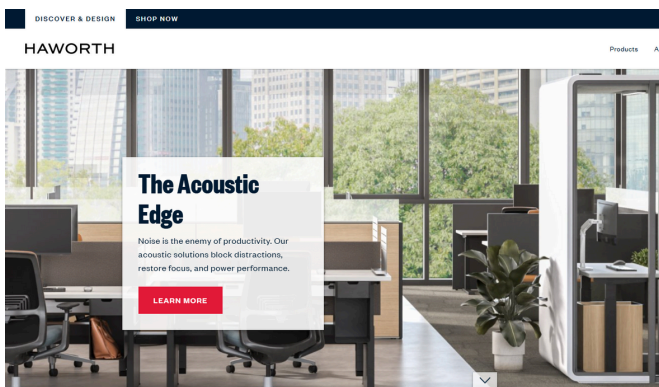 DISCOVER & DESIGN SHOP NOW
HAWORTH
Products
The Acoustic
Edge
Noise is the enemy of productivity. Our
acoustic solutions block distractions,
restore focus, and power performance.
LEARN MORE